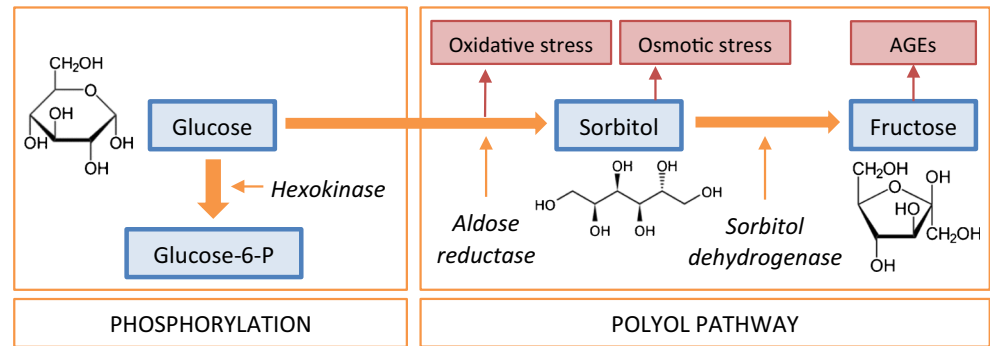 Oxidative stress
Osmotic stress
AGEs
CH₂OH
O
HO
OH
OH
OH
Glucose
Sorbitol
Fructose
Hexokinase
Glucose-6-P
Aldose
reductase
OH
OH
HO
OH
OH
OH
Sorbitol
dehydrogenase
CH₂OH
O
OH
HO
CH₂OH
OH
PHOSPHORYLATION
POLYOL PATHWAY